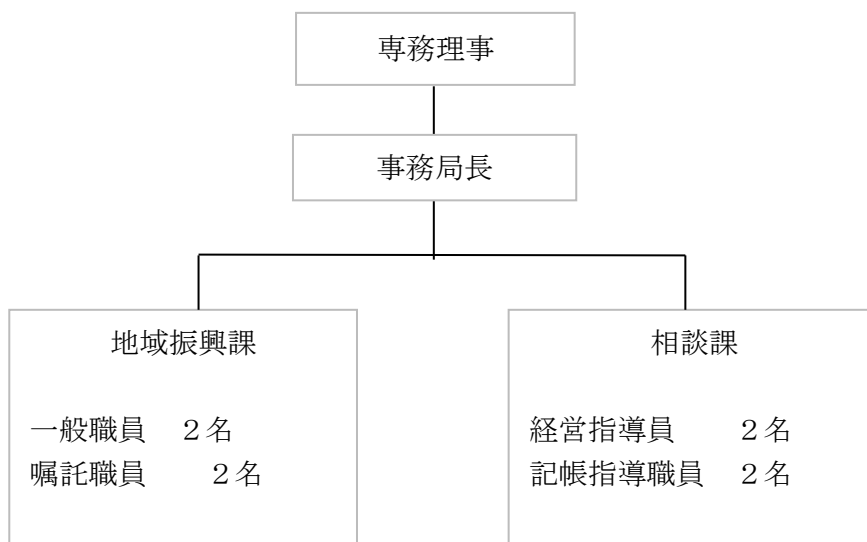 専務理事
事務局長
地域振興課
一般職員　２名
嘱託職員　　２名
相談課
経営指導員　　２名
記帳指導職員　２名